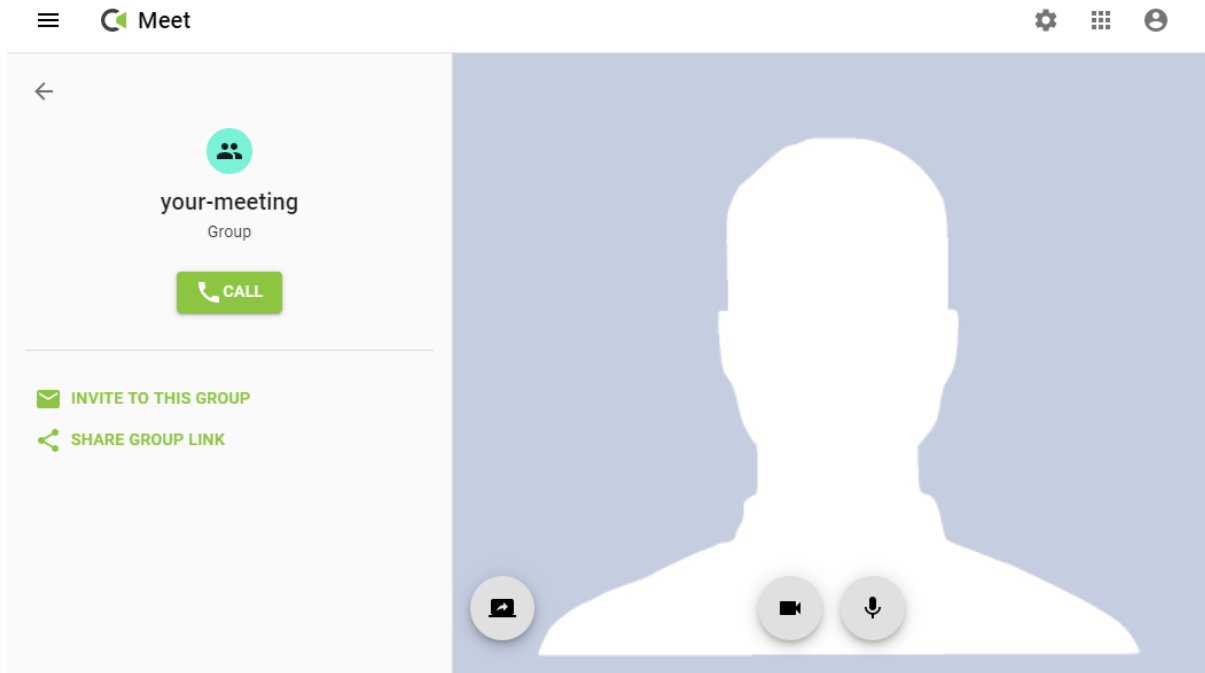 Meet
your-meeting
Group
CALL
INVITE TO THIS GROUP
SHARE GROUP LINK